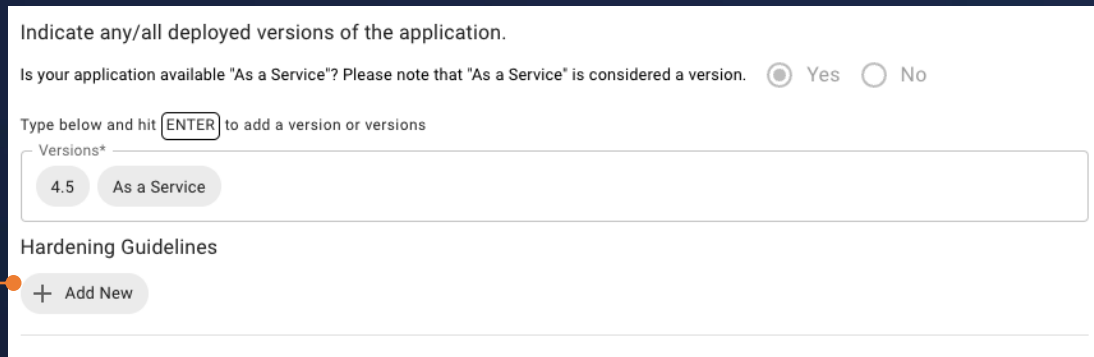 Indicate any/all deployed versions of the application.
Is your application available "As a Service"? Please note that "As a Service" is considered a version. Yes No
Type below and hit ENTER to add a version or versions
Versions*
4.5 As a Service
Hardening Guidelines
+ Add New